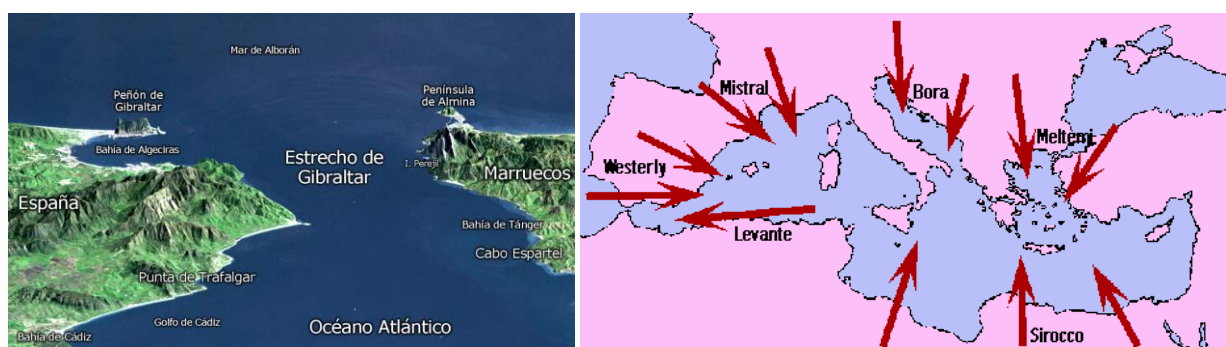 Mar de Alborán
Peñón de
Gibraltar
Península
de Almina
Bahía de Algeciras
Estrecho de
Gibraltar
I. Perejil
Marruecos
España
Bahía de Tánger
Cabo Espartel
Punta de Trafalgar
Golfo de Cádiz
Océano Atlántico
Bahía de Cádiz
Mistral
Bora
Meltemi
Westerly
Levante
Sirocco